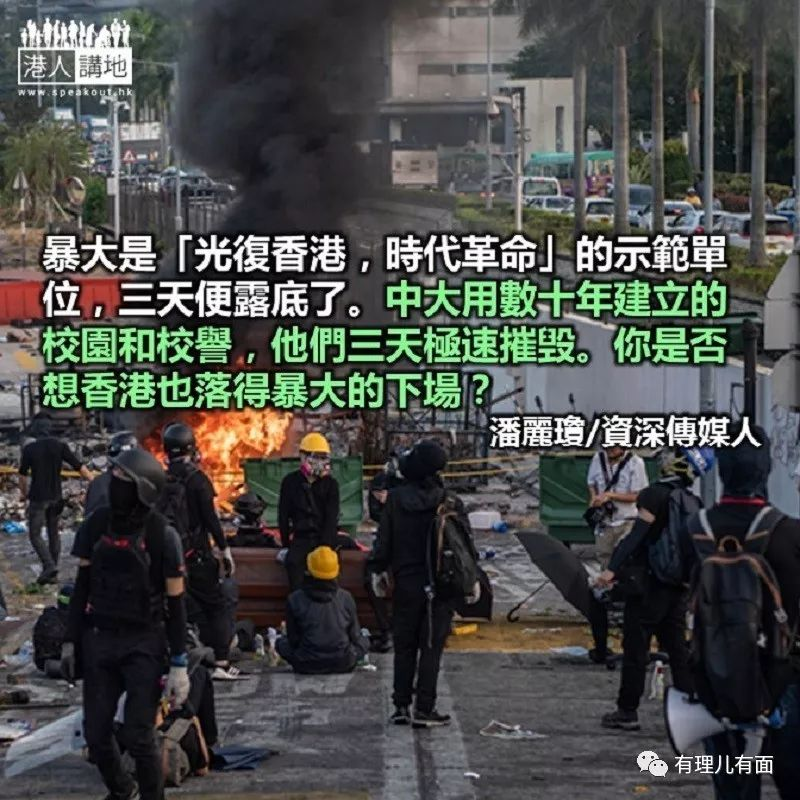 港人講地
www.speakout.hk
暴大是「光復香港，時代革命」的示範單
位，三天便露底了。中大用數十年建立的
校園和校譽，他們三天極速摧毀。你是否
想香港也落得暴大的下場？
潘麗瓊/資深傳媒人
有理儿有面